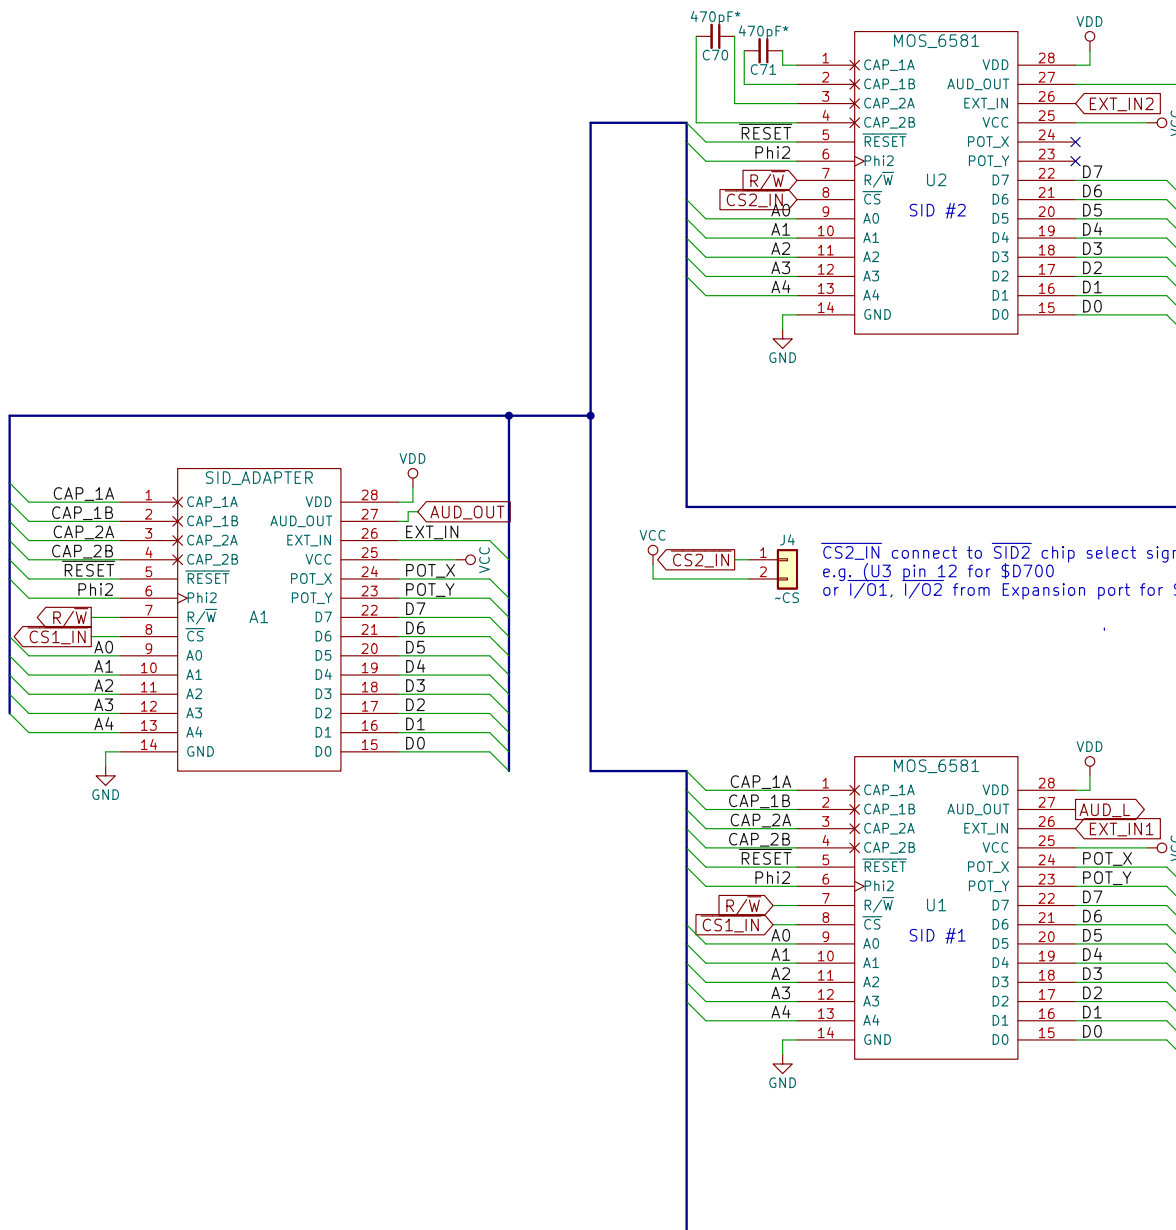 470pF*
C70
470pF*
C71
MOS_6581
VDD
1 CAP_1A VDD 28
2 CAP_1B AUD_OUT 27
3 CAP_2A EXT_IN 26 EXT_IN2
4 CAP_2B VCC 25 VCC
RESET 5 RESET POT_X 24
Phi2 6 Phi2 POT_Y 23
R/W 7 R/W D7 22 D7
CS2_IN 8 CS D6 21 D6
A0 9 A0 D5 20 D5
A1 10 A1 D4 19 D4
A2 11 A2 D3 18 D3
A3 12 A3 D2 17 D2
A4 13 A4 D1 16 D1
14 GND D0 15 D0
U2
SID #2
GND
SID_ADAPTER
VDD
CAP_1A 1 CAP_1A VDD 28
CAP_1B 2 CAP_1B AUD_OUT 27 AUD_OUT
CAP_2A 3 CAP_2A EXT_IN 26 EXT_IN
CAP_2B 4 CAP_2B VCC 25 VCC
RESET 5 RESET POT_X 24 POT_X
Phi2 6 Phi2 POT_Y 23 POT_Y
R/W 7 R/W D7 22 D7
CS1_IN 8 CS D6 21 D6
A0 9 A0 D5 20 D5
A1 10 A1 D4 19 D4
A2 11 A2 D3 18 D3
A3 12 A3 D2 17 D2
A4 13 A4 D1 16 D1
14 GND D0 15 D0
A1
GND
VCC
J4
CS2_IN 1
2
~CS
CS2_IN connect to SID2 chip select
e.g. (U3 pin 12 for $D700
or I/O1, I/O2 from Expansion port for
MOS_6581
VDD
CAP_1A 1 CAP_1A VDD 28
CAP_1B 2 CAP_1B AUD_OUT 27 AUD_L
CAP_2A 3 CAP_2A EXT_IN 26 EXT_IN1
CAP_2B 4 CAP_2B VCC 25 VCC
RESET 5 RESET POT_X 24 POT_X
Phi2 6 Phi2 POT_Y 23 POT_Y
R/W 7 R/W D7 22 D7
CS1_IN 8 CS D6 21 D6
A0 9 A0 D5 20 D5
A1 10 A1 D4 19 D4
A2 11 A2 D3 18 D3
A3 12 A3 D2 17 D2
A4 13 A4 D1 16 D1
14 GND D0 15 D0
U1
SID #1
GND